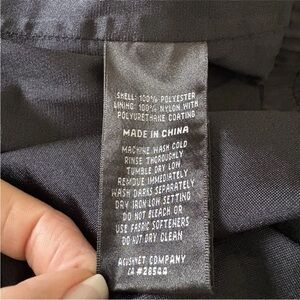 SHELL: 100% POLYESTER
LINING: 100% NYLON WITH
POLYURETHANE COATING
MADE IN CHINA
MACHINE WASH COLD
RINSE THOROUGHLY
TUMBLE DRY LOW
REMOVE IMMEDIATELY
WASH DARKS SEPARATELY
DRY IRON LOW SETTING
DO NOT BLEACH OR
USE FABRIC SOFTENERS
DO NOT DRY CLEAN
ACUSHNET COMPANY
CA #28544